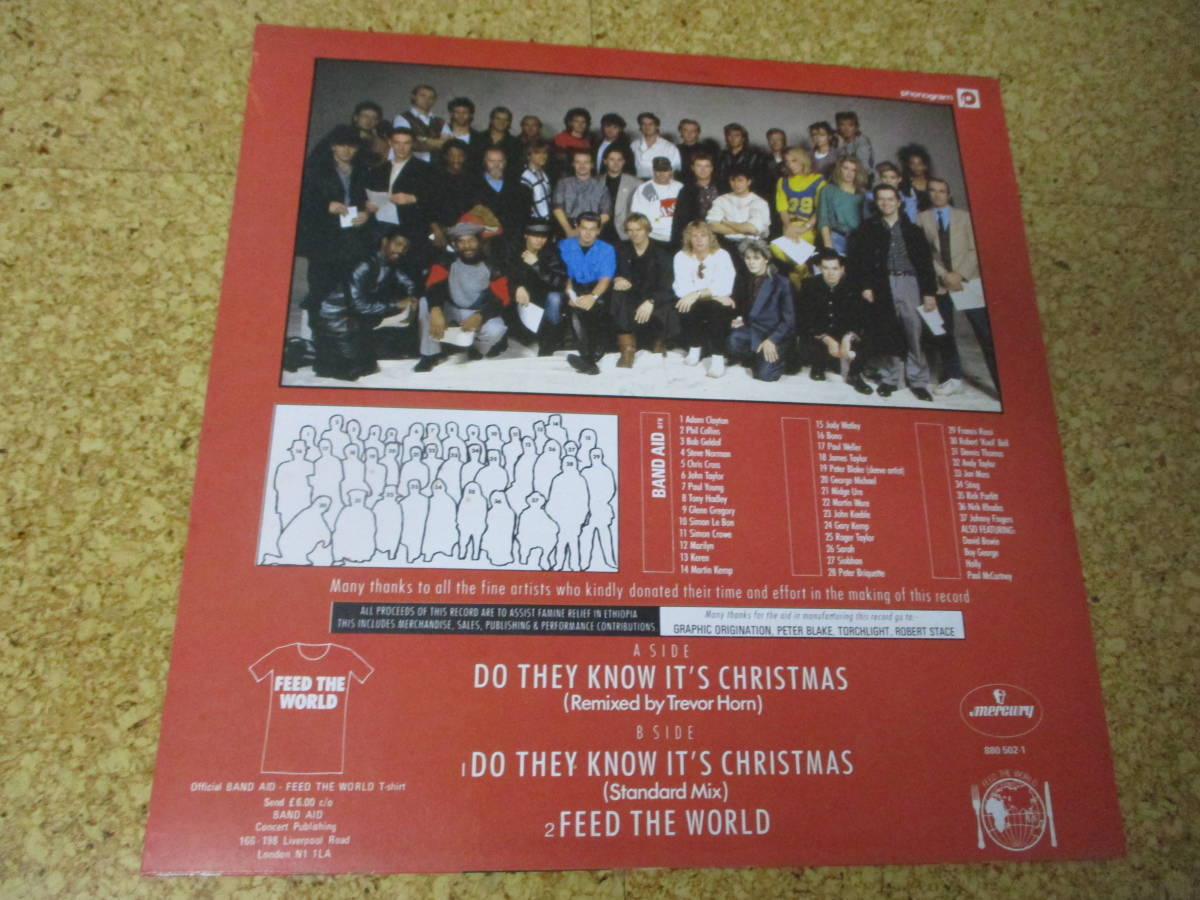 phonogram
BAND AID are
1 Adam Clayton
2 Phil Collins
3 Bob Geldof
4 Steve Norman
5 Chris Cross
6 John Taylor
7 Paul Young
8 Tony Hadley
9 Glenn Gregory
10 Simon Le Bon
11 Simon Crowe
12 Marilyn
13 Keren
14 Martin Kemp
15 Jody Watley
16 Bono
17 Paul Weller
18 James Taylor
19 Peter Blake (sleeve artist)
20 George Michael
21 Midge Ure
22 Martin Ware
23 John Keeble
24 Gary Kemp
25 Roger Taylor
26 Sarah
27 Siobhan
28 Peter Briquette
29 Francis Rossi
30 Robert 'Kool' Bell
31 Dennis Thomas
32 Andy Taylor
33 Jon Moss
34 Sting
35 Rick Parfitt
36 Nick Rhodes
37 Johnny Fingers
ALSO FEATURING:
David Bowie
Boy George
Holly
Paul McCartney
Many thanks to all the fine artists who kindly donated their time and effort in the making of this record
ALL PROCEEDS OF THIS RECORD ARE TO ASSIST FAMINE RELIEF IN ETHIOPIA
THIS INCLUDES MERCHANDISE, SALES, PUBLISHING & PERFORMANCE CONTRIBUTIONS.
Many thanks for the aid in manufacturing this record go to:-
GRAPHIC ORIGINATION, PETER BLAKE, TORCHLIGHT, ROBERT STACE
A SIDE
DO THEY KNOW IT'S CHRISTMAS
(Remixed by Trevor Horn)
B SIDE
1 DO THEY KNOW IT'S CHRISTMAS
(Standard Mix)
2 FEED THE WORLD
FEED THE
WORLD
Official BAND AID - FEED THE WORLD T-shirt
Send £6.00 c/o
BAND AID
Concert Publishing
166-198 Liverpool Road
London N1 1LA
mercury
880 502-1
FEED THE WORLD